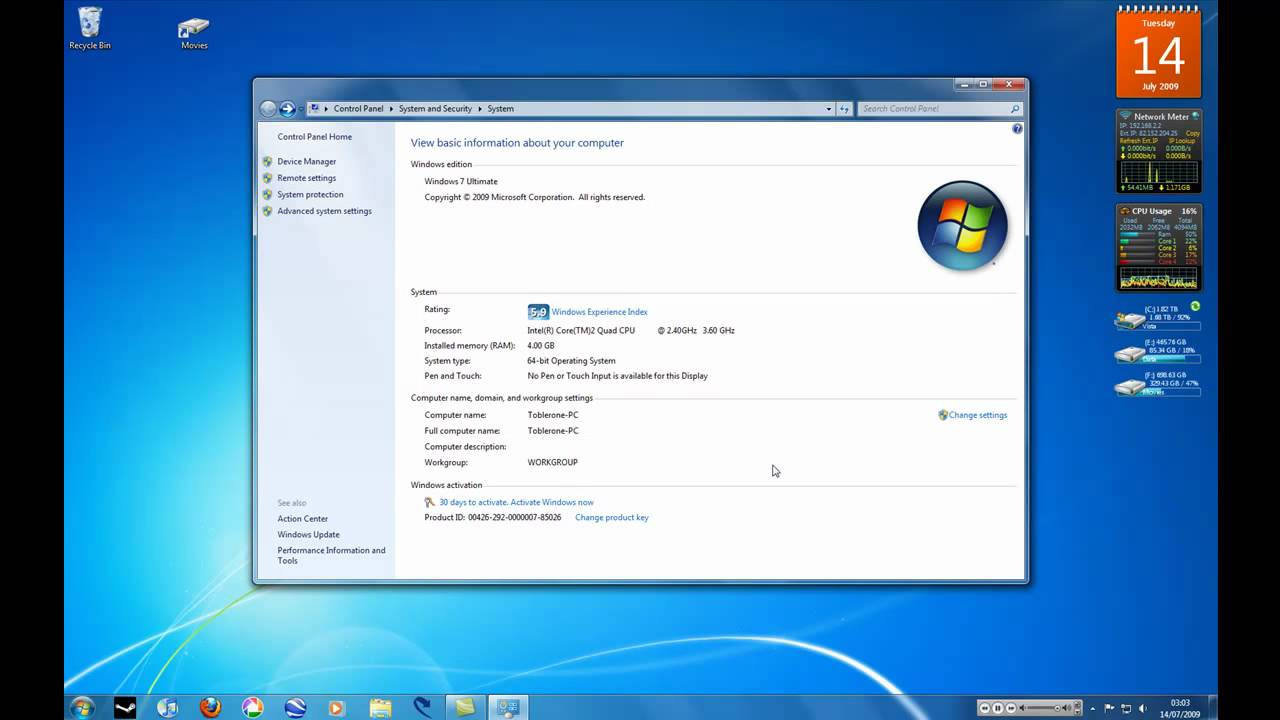 Recycle Bin
Movies
Control Panel
System and Security
System
Search Control Panel
Control Panel Home
Device Manager
Remote settings
System protection
Advanced system settings
See also
Action Center
Windows Update
Performance Information and
Tools
View basic information about your computer
Windows edition
Windows 7 Ultimate
Copyright © 2009 Microsoft Corporation. All rights reserved.
System
Rating: 5.9 Windows Experience Index
Processor: Intel(R) Core(TM)2 Quad CPU @ 2.40GHz 3.60 GHz
Installed memory (RAM): 4.00 GB
System type: 64-bit Operating System
Pen and Touch: No Pen or Touch Input is available for this Display
Computer name, domain, and workgroup settings
Computer name: Toblerone-PC
Change settings
Full computer name: Toblerone-PC
Computer description:
Workgroup: WORKGROUP
Windows activation
30 days to activate. Activate Windows now
Product ID: 00426-292-0000007-85026 Change product key
Tuesday
14
July 2009
Network Meter
IP: 192.168.2.2
Ext.IP: 82.152.204.25 Copy
Refresh Ext.IP IP Lookup
0.000bit/s 0.000B/s
0.000bit/s 0.000B/s
54.41MB 1.171GB
CPU Usage 16%
Used Free Total
2032MB 2062MB 4094MB
Ram 50%
Core 1 22%
Core 2 6%
Core 3 17%
Core 4 22%
(C:) 1.82 TB
1.68 TB / 92%
Vista
(E:) 465.76 GB
85.34 GB / 18%
(F:) 698.63 GB
329.43 GB / 47%
Movies
03:03
14/07/2009